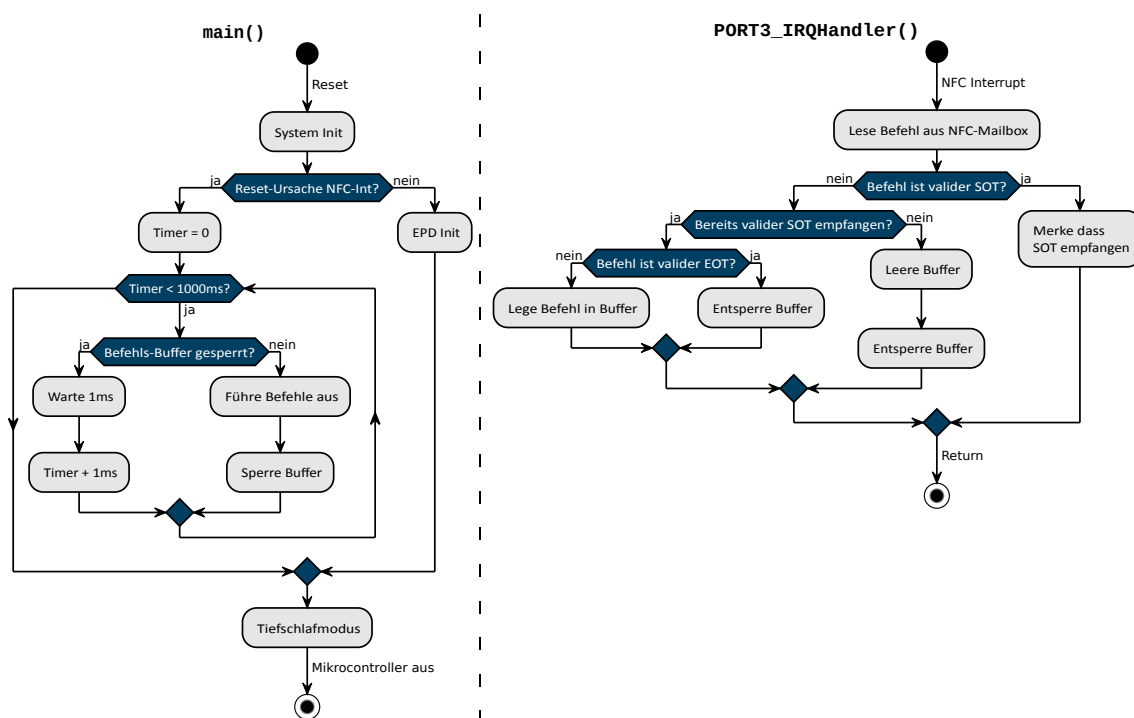 main()
Reset
System Init
ja
Reset-Ursache NFC-Int?
nein
Timer = 0
EPD Init
Timer < 1000ms?
ja
ja
Befehls-Buffer gesperrt?
nein
Warte 1ms
Führe Befehle aus
Timer + 1ms
Sperre Buffer
Tiefschlafmodus
Mikrocontroller aus
PORT3_IRQHandler()
NFC Interrupt
Lese Befehl aus NFC-Mailbox
nein
Befehl ist valider SOT?
ja
ja
Bereits valider SOT empfangen?
nein
Merke dass
SOT empfangen
nein
Befehl ist valider EOT?
ja
Leere Buffer
Lege Befehl in Buffer
Entsperre Buffer
Entsperre Buffer
Return